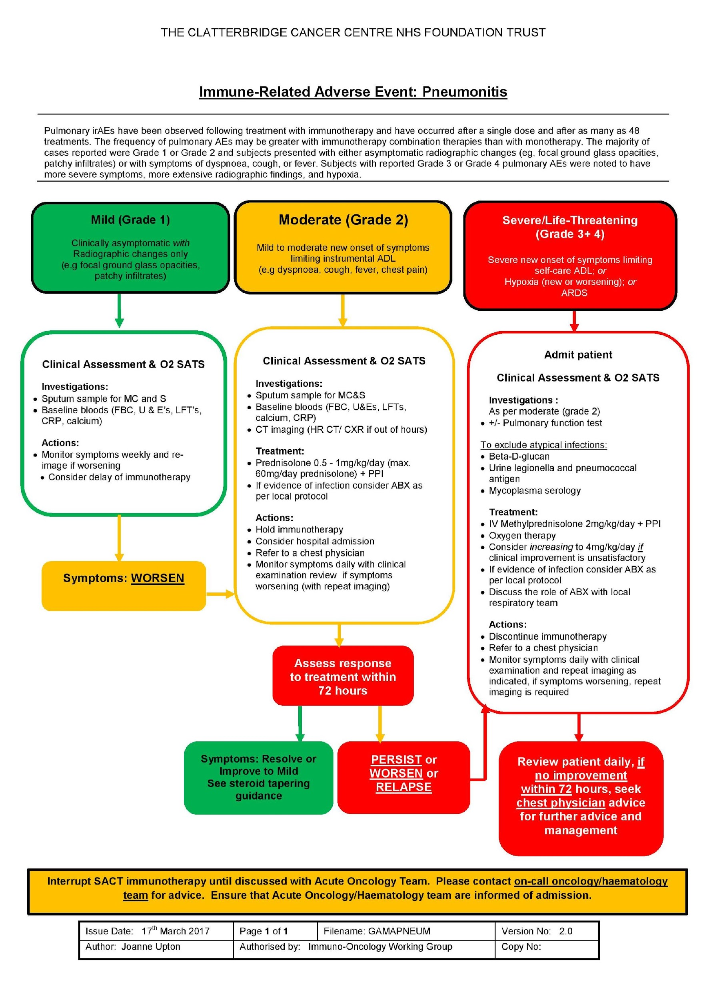 THE CLATTERBRIDGE CANCER CENTRE NHS FOUNDATION TRUST
Immune-Related Adverse Event: Pneumonitis
Pulmonary irAEs have been observed following treatment with immunotherapy and have occurred after a single dose and after as many as 48
treatments. The frequency of pulmonary AEs may be greater with immunotherapy combination therapies than with monotherapy. The majority of
cases reported were Grade 1 or Grade 2 and subjects presented with either asymptomatic radiographic changes (eg, focal ground glass opacities,
patchy infiltrates) or with symptoms of dyspnoea, cough, or fever. Subjects with reported Grade 3 or Grade 4 pulmonary AEs were noted to have
more severe symptoms, more extensive radiographic findings, and hypoxia.
Mild (Grade 1)
Clinically asymptomatic with
Radiographic changes only
(e.g focal ground glass opacities,
patchy infiltrates)
Moderate (Grade 2)
Mild to moderate new onset of symptoms
limiting instrumental ADL
(e.g dyspnoea, cough, fever, chest pain)
Severe/Life-Threatening
(Grade 3+ 4)
Severe new onset of symptoms limiting
self-care ADL; or
Hypoxia (new or worsening); or
ARDS
Clinical Assessment & O2 SATS
Investigations:
• Sputum sample for MC and S
• Baseline bloods (FBC, U & E's, LFT's,
CRP, calcium)
Actions:
• Monitor symptoms weekly and re-
image if worsening
• Consider delay of immunotherapy
Symptoms: WORSEN
Clinical Assessment & O2 SATS
Investigations:
• Sputum sample for MC&S
• Baseline bloods (FBC, U&Es, LFTs,
calcium, CRP)
• CT imaging (HR CT/ CXR if out of hours)
Treatment:
• Prednisolone 0.5 - 1mg/kg/day (max.
60mg/day prednisolone) + PPI
• If evidence of infection consider ABX as
per local protocol
Actions:
• Hold immunotherapy
• Consider hospital admission
• Refer to a chest physician
• Monitor symptoms daily with clinical
examination review if symptoms
worsening (with repeat imaging)
Assess response
to treatment within
72 hours
Symptoms: Resolve or
Improve to Mild
See steroid tapering
guidance
PERSIST or
WORSEN or
RELAPSE
Admit patient
Clinical Assessment & O2 SATS
Investigations :
As per moderate (grade 2)
• +/- Pulmonary function test
To exclude atypical infections:
• Beta-D-glucan
• Urine legionella and pneumococcal
antigen
• Mycoplasma serology
Treatment:
• IV Methylprednisolone 2mg/kg/day + PPI
• Oxygen therapy
• Consider increasing to 4mg/kg/day if
clinical improvement is unsatisfactory
• If evidence of infection consider ABX as
per local protocol
• Discuss the role of ABX with local
respiratory team
Actions:
• Discontinue immunotherapy
• Refer to a chest physician
• Monitor symptoms daily with clinical
examination and repeat imaging as
indicated, if symptoms worsening, repeat
imaging is required
Review patient daily, if
no improvement
within 72 hours, seek
chest physician advice
for further advice and
management
Interrupt SACT immunotherapy until discussed with Acute Oncology Team. Please contact on-call oncology/haematology
team for advice. Ensure that Acute Oncology/Haematology team are informed of admission.
Issue Date: 17th March 2017 Page 1 of 1 Filename: GAMAPNEUM Version No: 2.0
Author: Joanne Upton Authorised by: Immuno-Oncology Working Group Copy No: